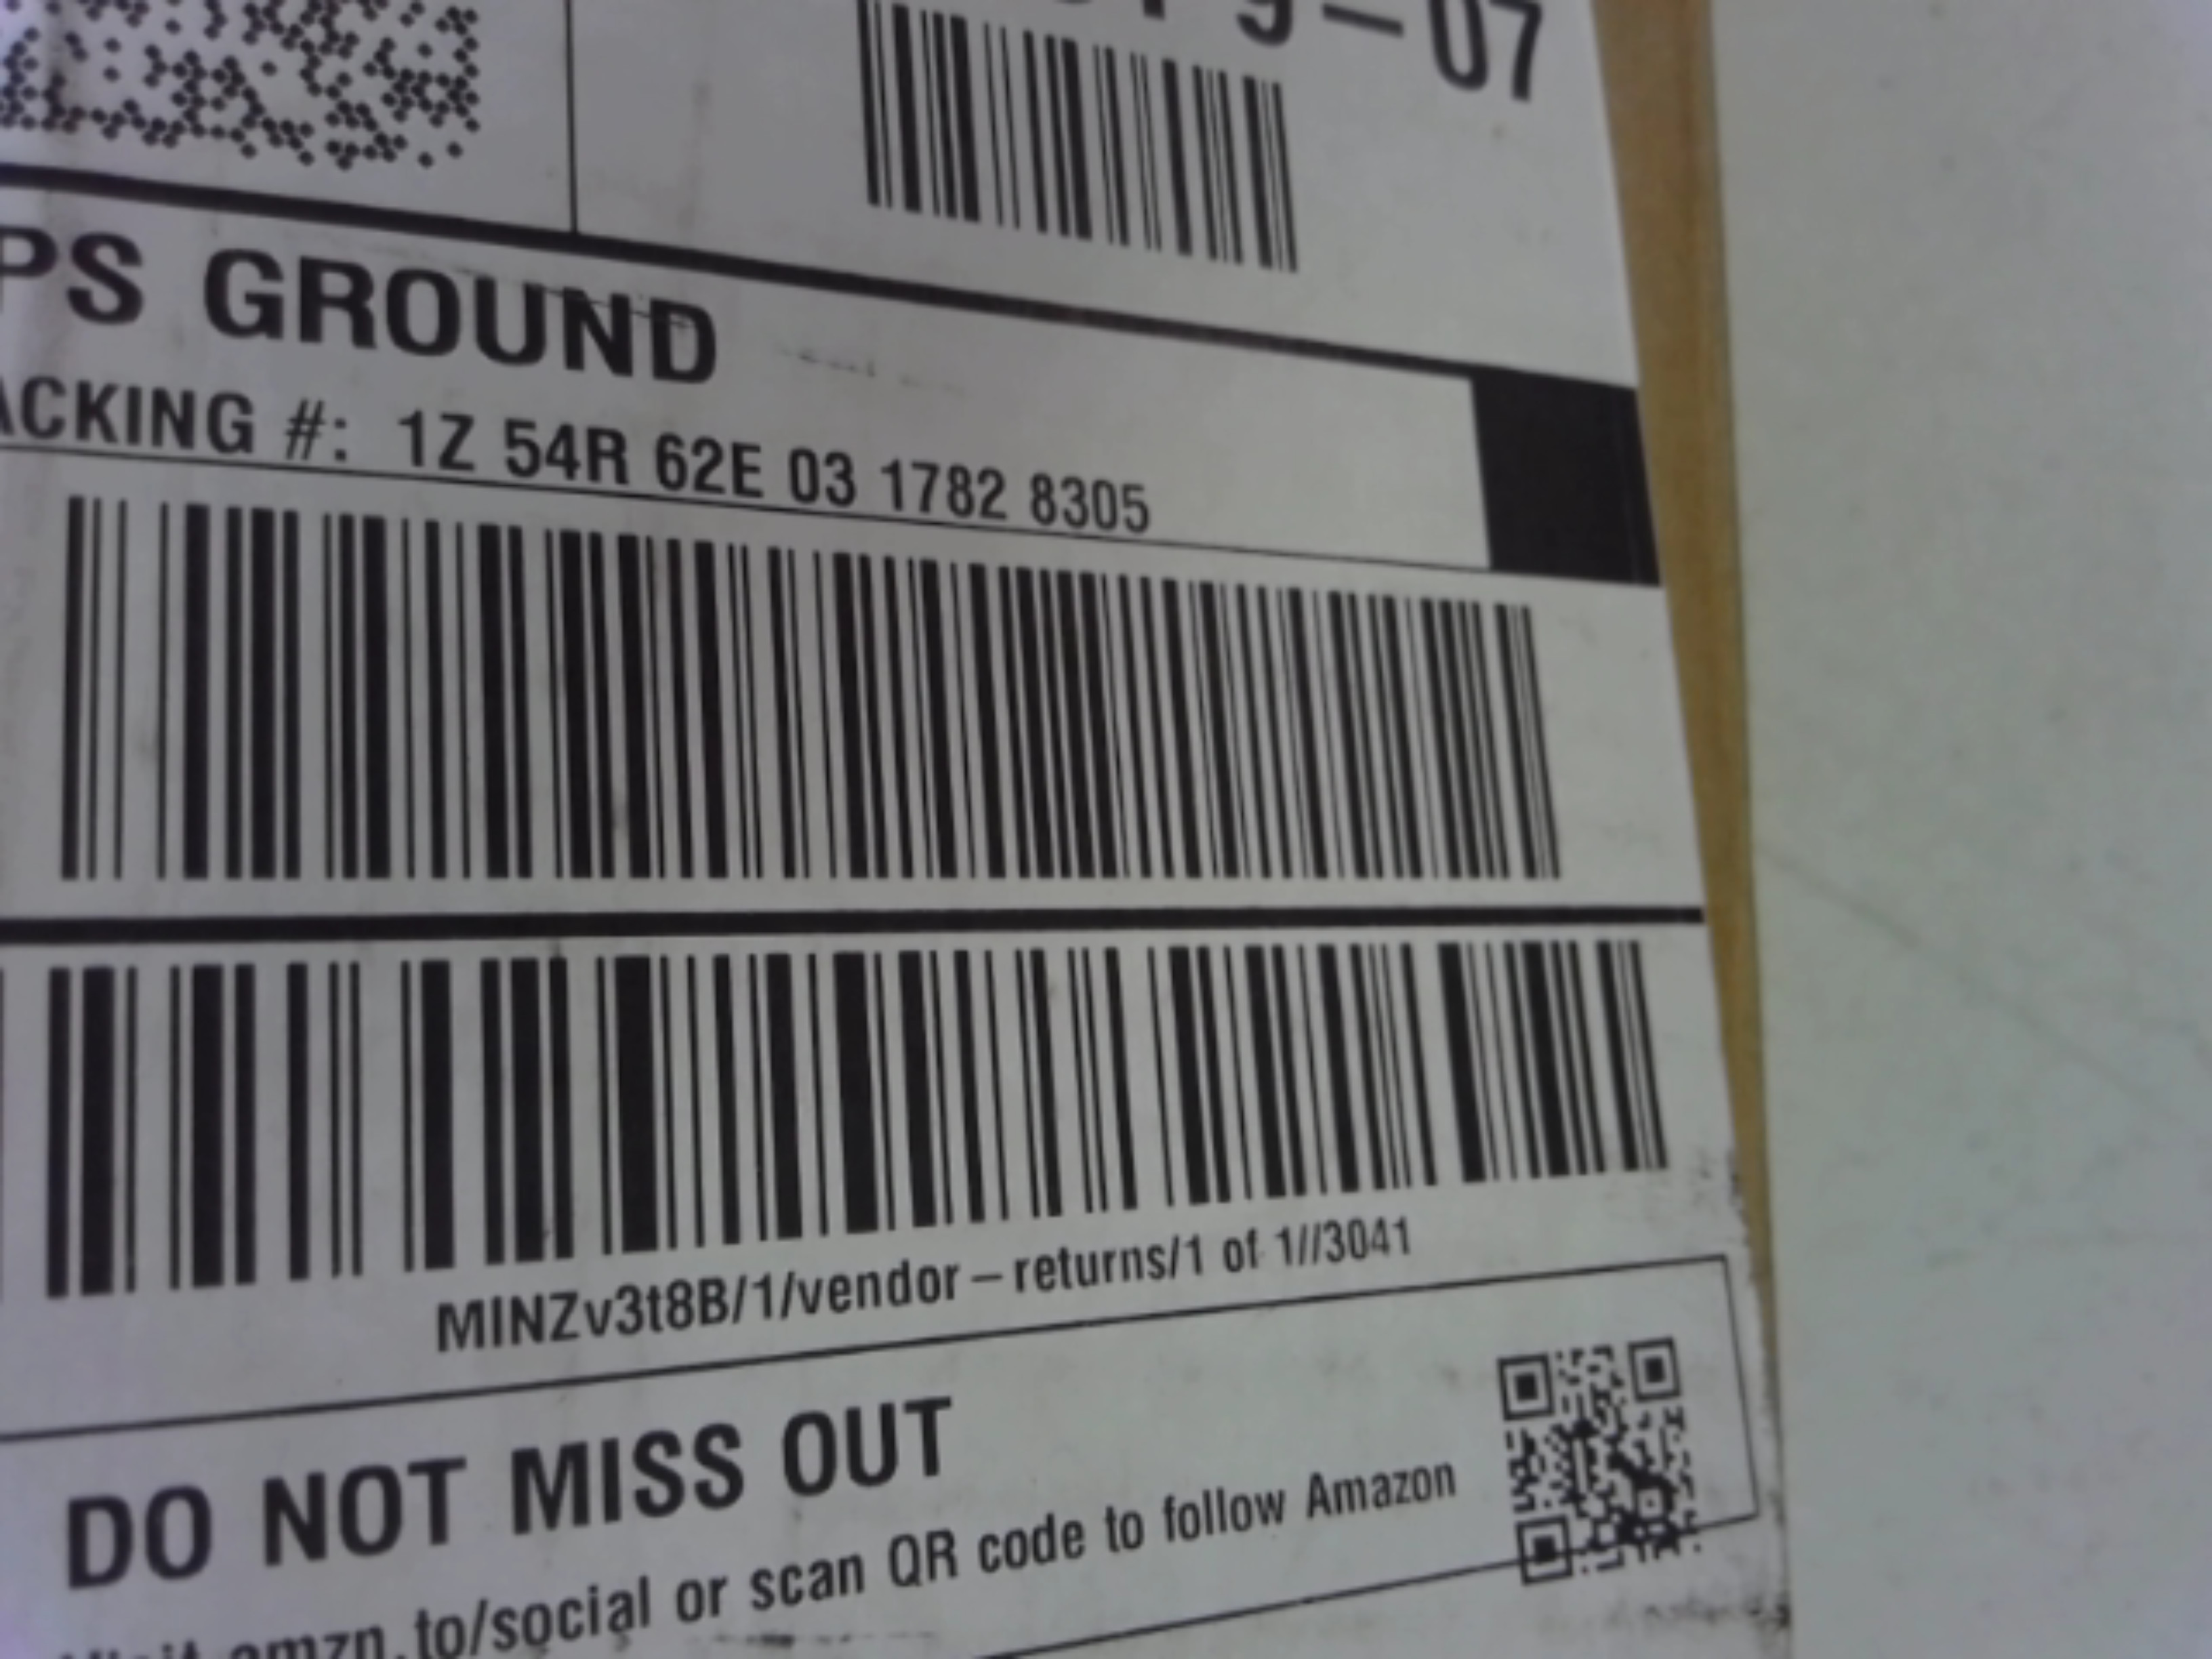 9-07
PS GROUND
ACKING #: 1Z 54R 62E 03 1782 8305
MINZv3t8B/1/vendor-returns/1 of 1//3041
DO NOT MISS OUT
Visit amzn.to/social or scan QR code to follow Amazon